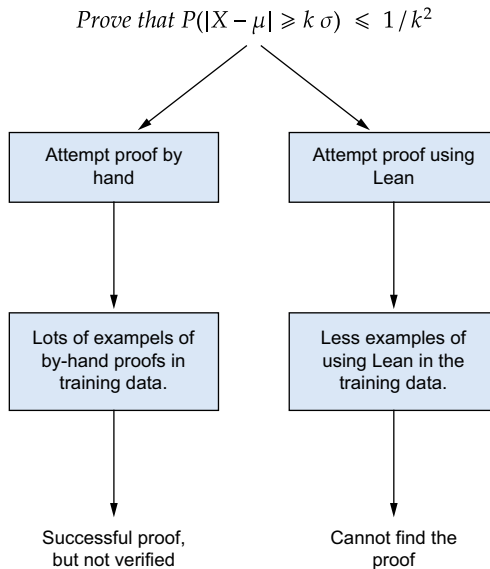 Prove that P(|X − μ| ⩾ k σ) ⩽ 1/k²
Attempt proof by
hand
Attempt proof using
Lean
Lots of exampels of
by-hand proofs in
training data.
Less examples of
using Lean in the
training data.
Successful proof,
but not verified
Cannot find the
proof